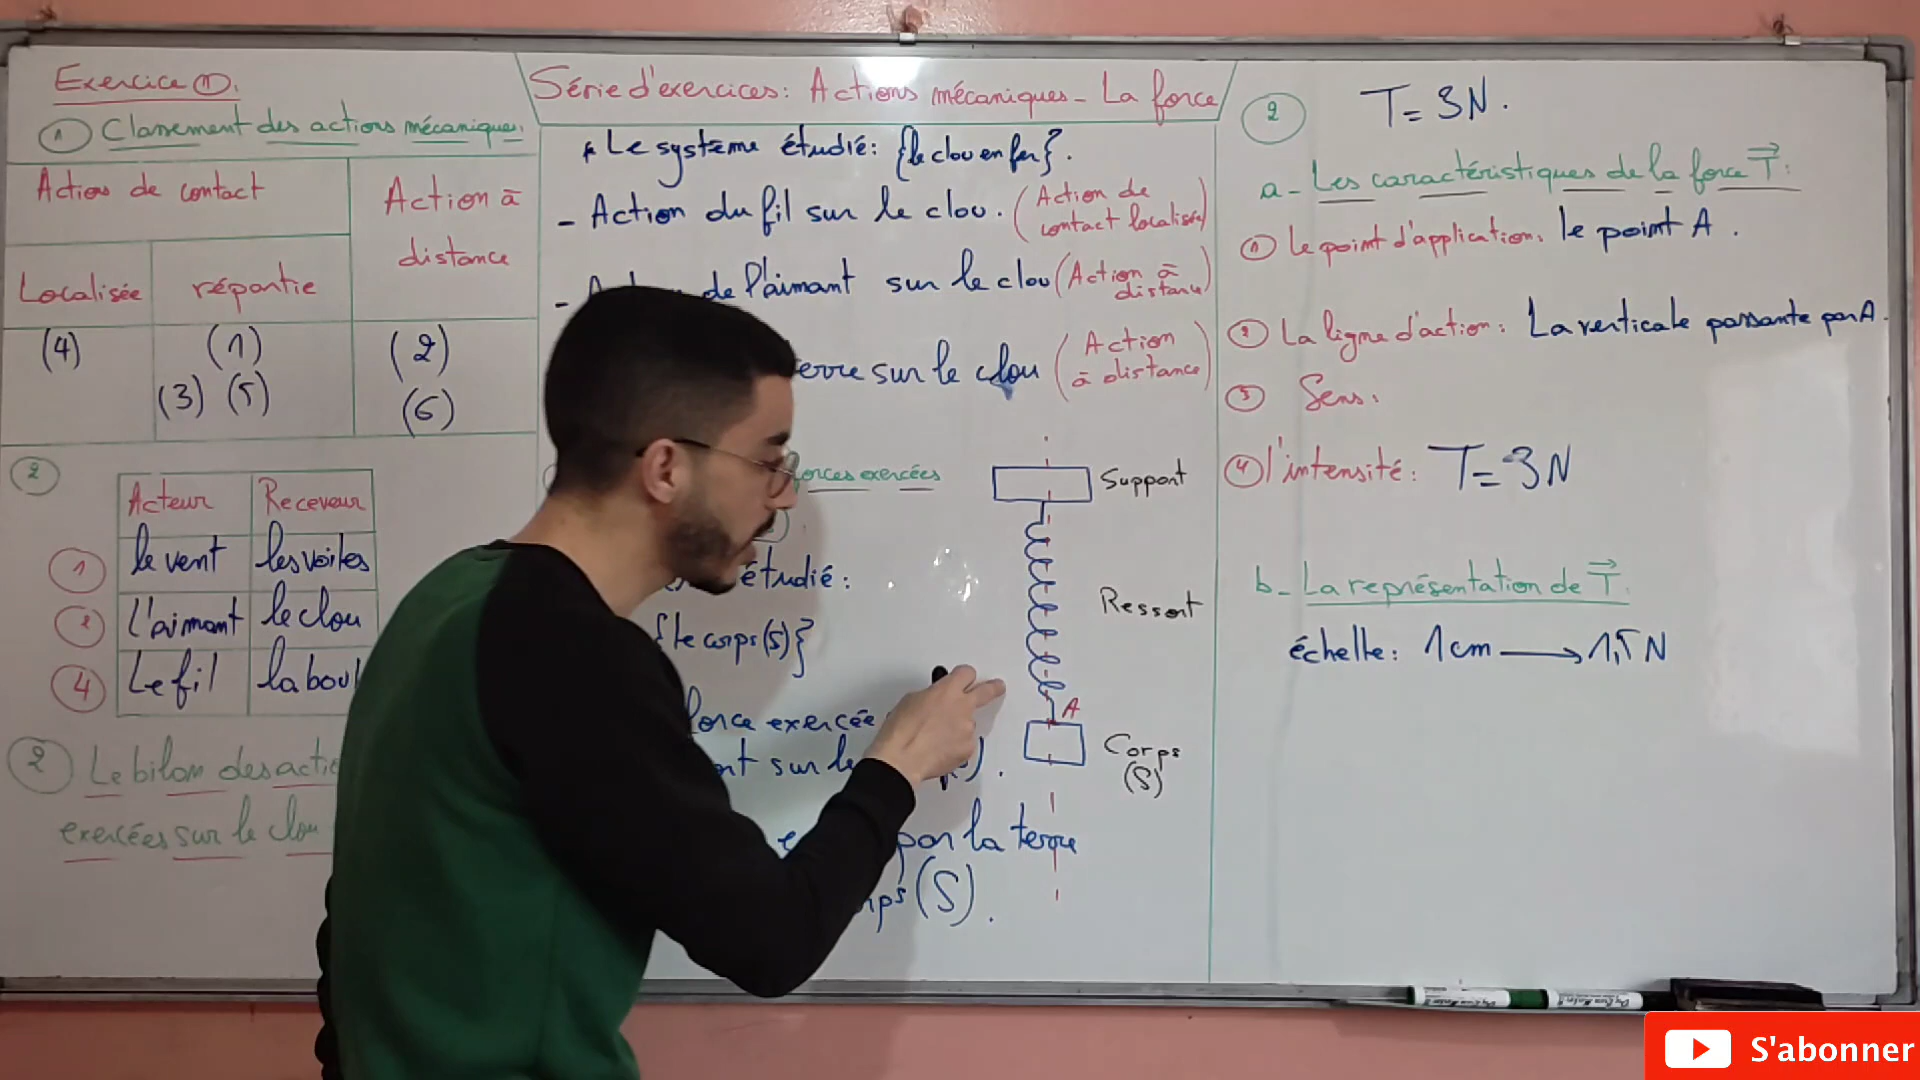 Série d'exercices: Actions mécaniques - La force
Exercice 1.
1 Classement des actions mécaniques.
Action de contact
Action à
distance
Localisée
répartie
(4)
(1)
(2)
(3) (5)
(6)
2
Acteur Receveur
1 le vent les voiles
2 L'aimant le clou
4 Le fil la boul
2 Le bilan des actio
exercées sur le clou
* Le système étudié: {le clou en fer}.
- Action du fil sur le clou. (Action de
contact localisée)
- de l'aimant sur le clou (Action à
distance)
terre sur le clou (Action
à distance)
forces exercées
étudié:
{le corps (S)}
force exercée
sur le
par la terre
(S).
Support
Ressort
A
Corps
(S)
2 T = 3N.
a - Les caractéristiques de la force T:
1 Le point d'application: le point A.
2 La ligne d'action: La verticale passante par A.
3 Sens:
4 l'intensité: T = 3N
b - La représentation de T:
échelle: 1cm → 1,5 N
S'abonner